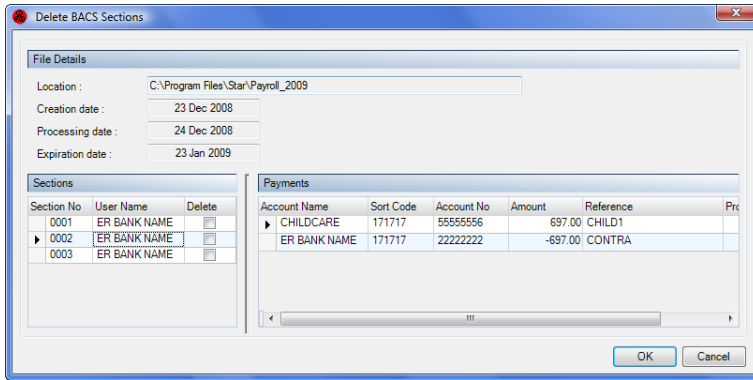 Delete BACS Sections
File Details
Location : C:\Program Files\Star\Payroll_2009
Creation date : 23 Dec 2008
Processing date : 24 Dec 2008
Expiration date : 23 Jan 2009
Sections Payments
Section No User Name Delete Account Name Sort Code Account No Amount Reference Pro
0001 ER BANK NAME CHILDCARE 171717 55555556 697.00 CHILD1
0002 ER BANK NAME ER BANK NAME 171717 22222222 -697.00 CONTRA
0003 ER BANK NAME
OK Cancel